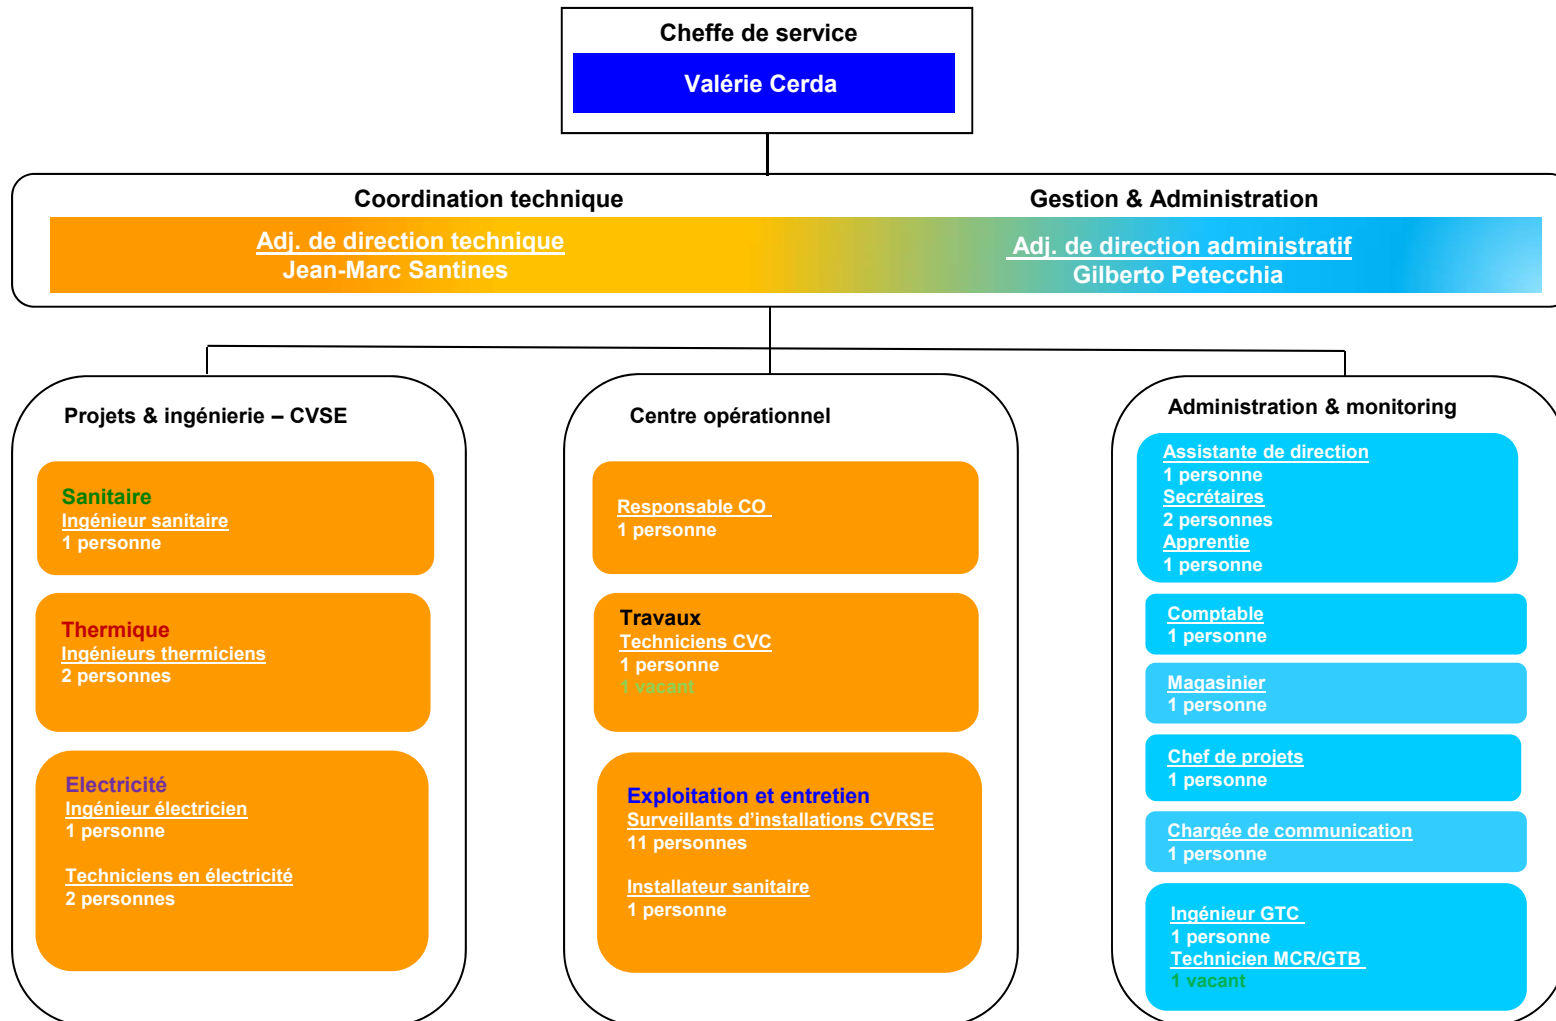 Cheffe de service
Valérie Cerda
Coordination technique
Gestion & Administration
Adj. de direction technique
Jean-Marc Santines
Adj. de direction administratif
Gilberto Petecchia
Projets & ingénierie – CVSE
Sanitaire
Ingénieur sanitaire
1 personne
Thermique
Ingénieurs thermiciens
2 personnes
Electricité
Ingénieur électricien
1 personne
Techniciens en électricité
2 personnes
Centre opérationnel
Responsable CO
1 personne
Travaux
Techniciens CVC
1 personne
1 vacant
Exploitation et entretien
Surveillants d’installations CVRSE
11 personnes
Installateur sanitaire
1 personne
Administration & monitoring
Assistante de direction
1 personne
Secrétaires
2 personnes
Apprentie
1 personne
Comptable
1 personne
Magasinier
1 personne
Chef de projets
1 personne
Chargée de communication
1 personne
Ingénieur GTC
1 personne
Technicien MCR/GTB
1 vacant